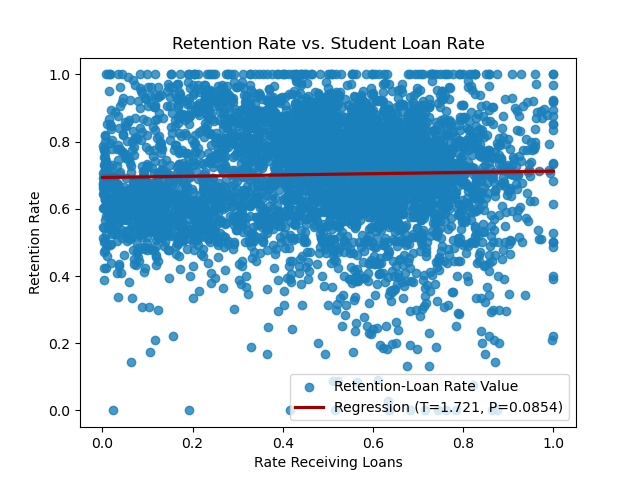 Retention Rate vs. Student Loan Rate
1.0
0.8
0.6
0.4
0.2
0.0
Retention Rate
Retention-Loan Rate Value
Regression (T=1.721, P=0.0854)
0.0 0.2 0.4 0.6 0.8 1.0
Rate Receiving Loans